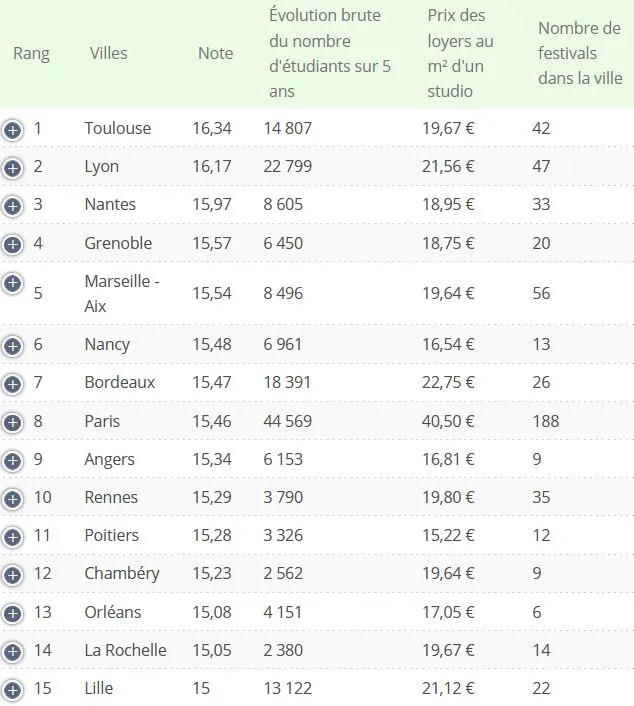 Rang Villes Note Évolution brute du nombre d'étudiants sur 5 ans Prix des loyers au m² d'un studio Nombre de festivals dans la ville
1 Toulouse 16,34 14 807 19,67 € 42
2 Lyon 16,17 22 799 21,56 € 47
3 Nantes 15,97 8 605 18,95 € 33
4 Grenoble 15,57 6 450 18,75 € 20
5 Marseille - Aix 15,54 8 496 19,64 € 56
6 Nancy 15,48 6 961 16,54 € 13
7 Bordeaux 15,47 18 391 22,75 € 26
8 Paris 15,46 44 569 40,50 € 188
9 Angers 15,34 6 153 16,81 € 9
10 Rennes 15,29 3 790 19,80 € 35
11 Poitiers 15,28 3 326 15,22 € 12
12 Chambéry 15,23 2 562 19,64 € 9
13 Orléans 15,08 4 151 17,05 € 6
14 La Rochelle 15,05 2 380 19,67 € 14
15 Lille 15 13 122 21,12 € 22